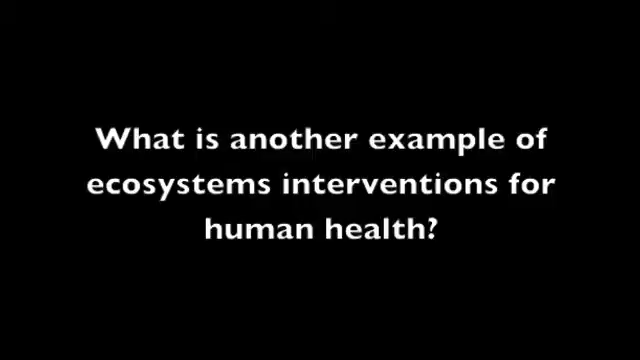 What is another example of
ecosystems interventions for
human health?